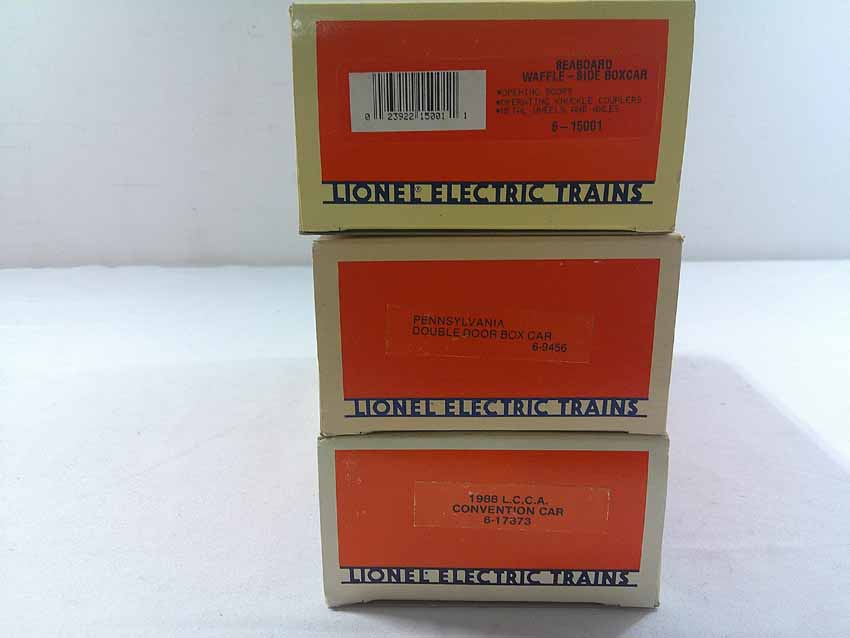 SEABOARD
WAFFLE-SIDE BOXCAR
*OPENING DOORS
*OPERATING KNUCKLE COUPLERS
*METAL WHEELS AND AXLES
6-15001
0 23922 15001 1
LIONEL® ELECTRIC TRAINS
PENNSYLVANIA
DOUBLE DOOR BOX CAR
6-9456
LIONEL ELECTRIC TRAINS
1988 L.C.C.A.
CONVENTION CAR
6-17873
LIONEL ELECTRIC TRAINS